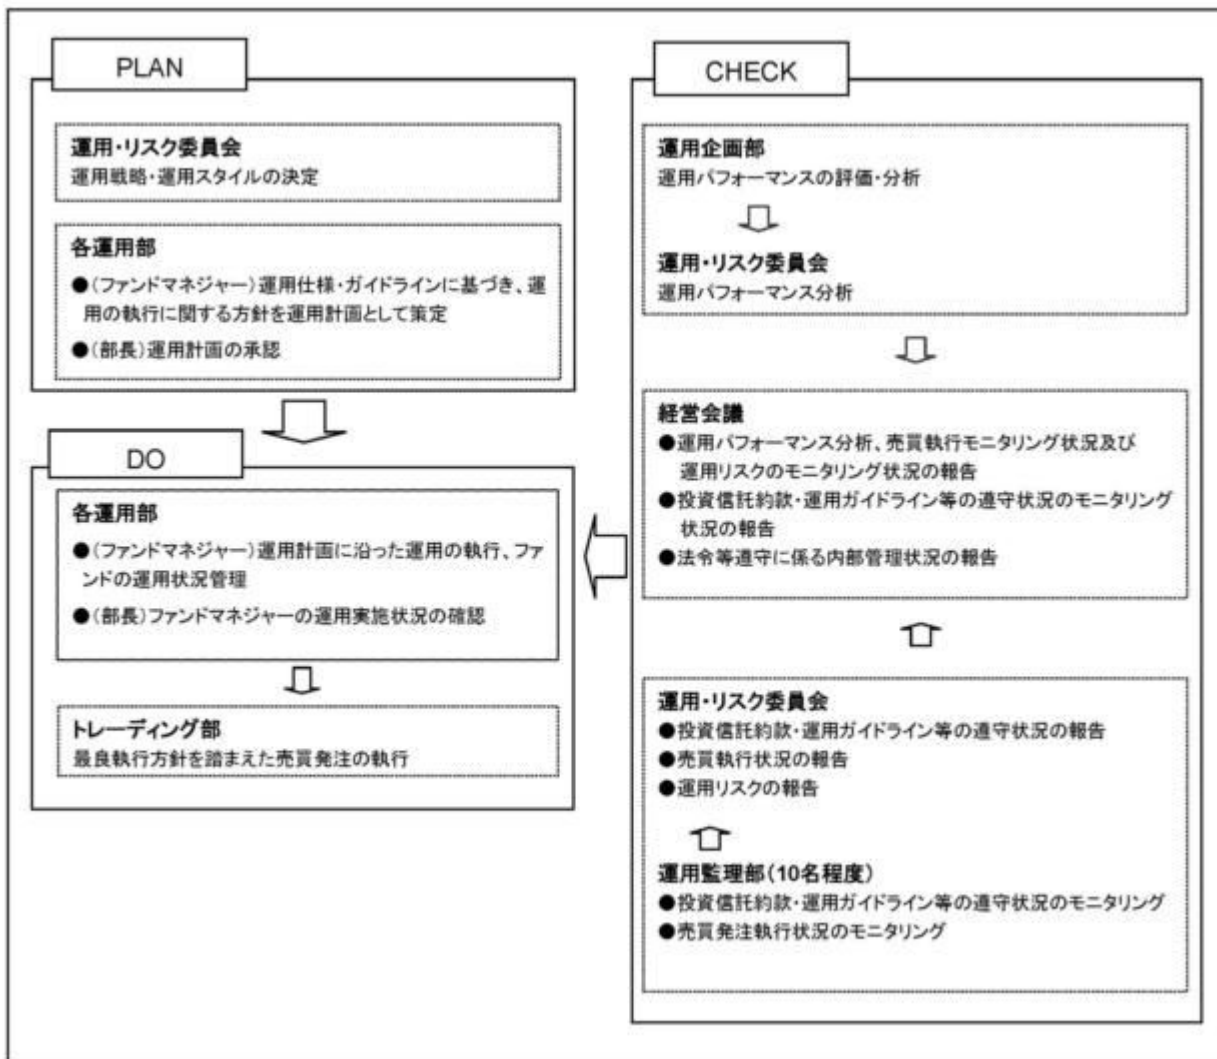 PLAN
運用・リスク委員会
運用戦略・運用スタイルの決定
各運用部
●(ファンドマネジャー)運用仕様・ガイドラインに基づき、運
用の執行に関する方針を運用計画として策定
●(部長)運用計画の承認
DO
各運用部
●(ファンドマネジャー)運用計画に沿った運用の執行、ファ
ンドの運用状況管理
●(部長)ファンドマネジャーの運用実施状況の確認
トレーディング部
最良執行方針を踏まえた売買発注の執行
CHECK
運用企画部
運用パフォーマンスの評価・分析
運用・リスク委員会
運用パフォーマンス分析
経営会議
●運用パフォーマンス分析、売買執行モニタリング状況及び
運用リスクのモニタリング状況の報告
●投資信託約款・運用ガイドライン等の遵守状況のモニタリング
状況の報告
●法令等遵守に係る内部管理状況の報告
運用・リスク委員会
●投資信託約款・運用ガイドライン等の遵守状況の報告
●売買執行状況の報告
●運用リスクの報告
運用監理部(10名程度)
●投資信託約款・運用ガイドライン等の遵守状況のモニタリング
●売買発注執行状況のモニタリング